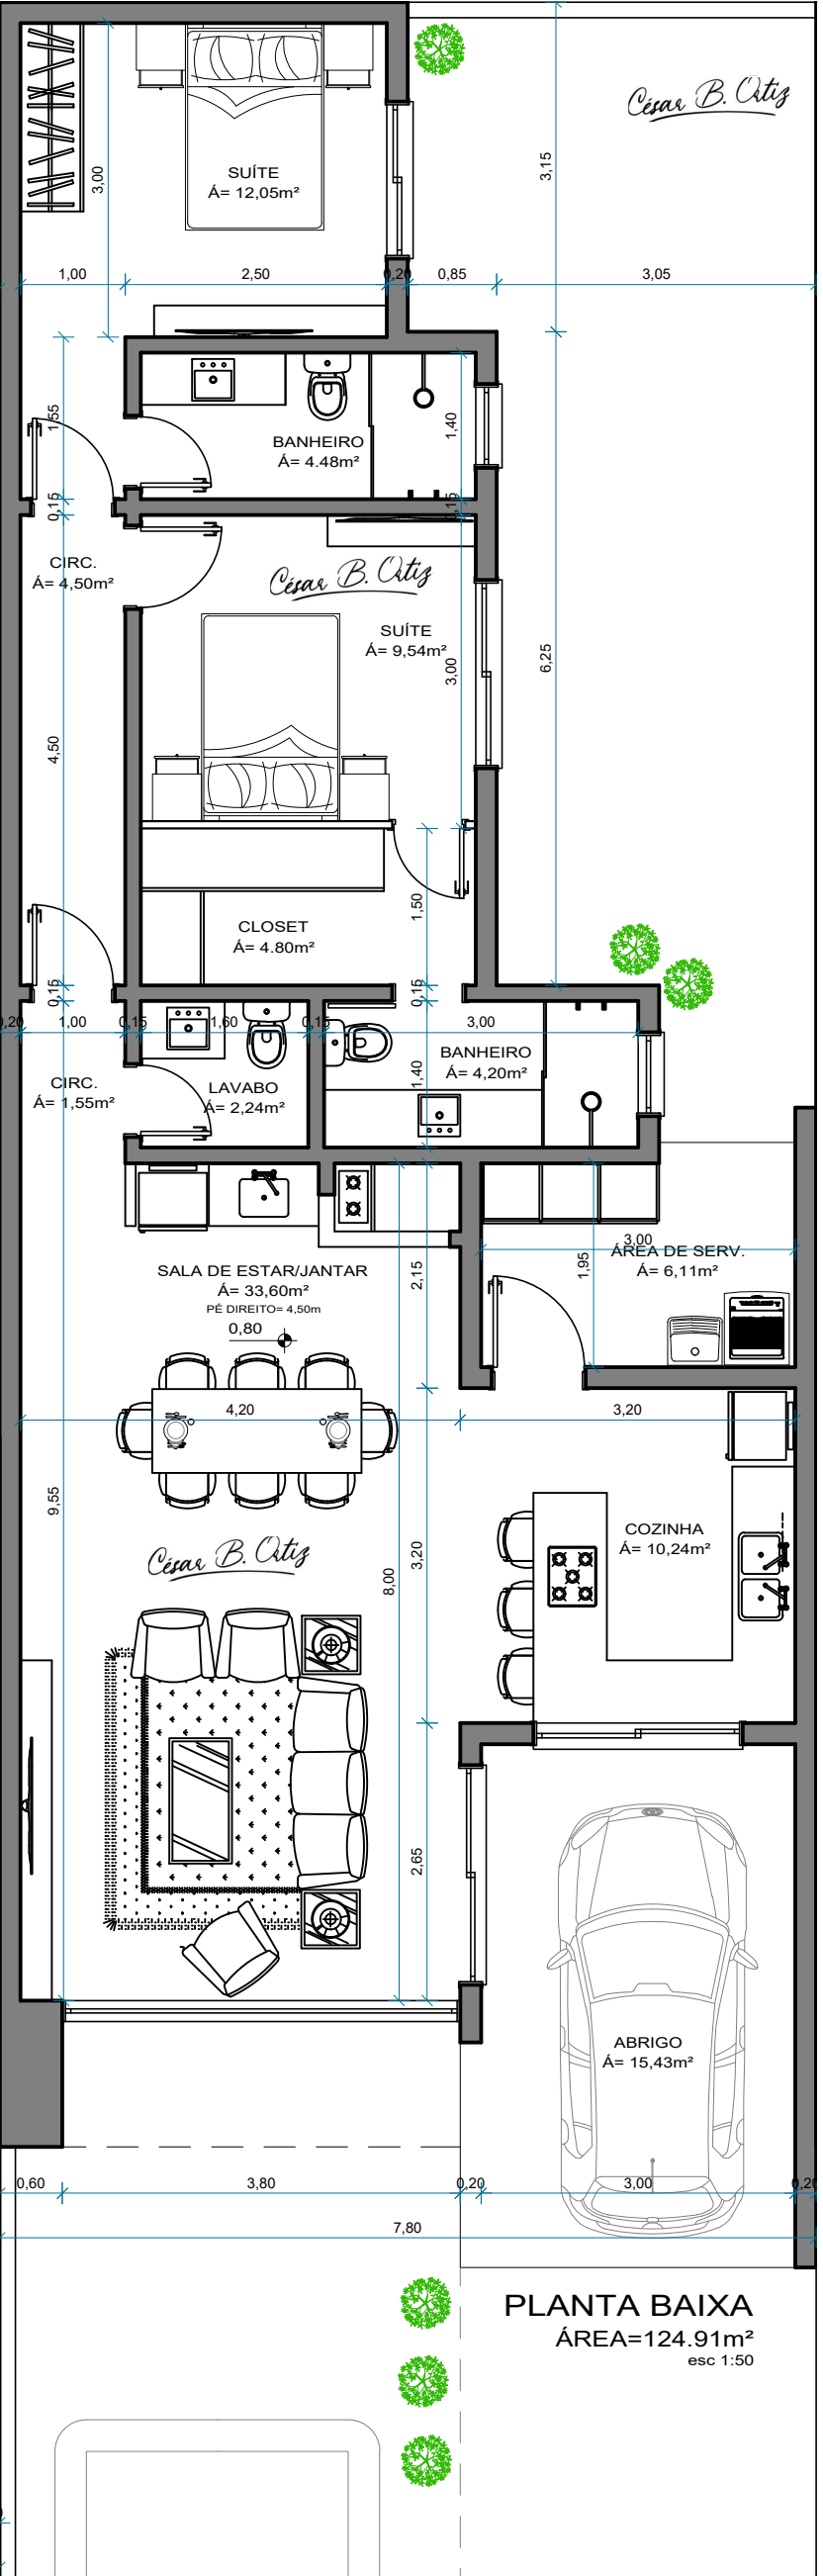 César B. Ortiz
3,15
3,00
SUÍTE
Á= 12,05m²
1,00
2,50
0,20
0,85
3,05
1,55
1,40
BANHEIRO
Á= 4.48m²
0,15
15
CIRC.
Á= 4,50m²
César B. Ortiz
SUÍTE
Á= 9,54m²
3,00
6,25
4,50
1,50
CLOSET
Á= 4.80m²
0,15
0,15
0,20
1,00
0,15
1,60
0,15
3,00
BANHEIRO
Á= 4,20m²
1,40
CIRC.
Á= 1,55m²
LAVABO
Á= 2,24m²
3,00
ÁREA DE SERV.
Á= 6,11m²
1,95
2,15
SALA DE ESTAR/JANTAR
Á= 33,60m²
PÉ DIREITO= 4,50m
0,80
4,20
3,20
9,55
COZINHA
Á= 10,24m²
César B. Ortiz
3,20
8,00
2,65
ABRIGO
Á= 15,43m²
0,60
3,80
0,20
3,00
0,20
7,80
PLANTA BAIXA
ÁREA=124.91m²
esc 1:50